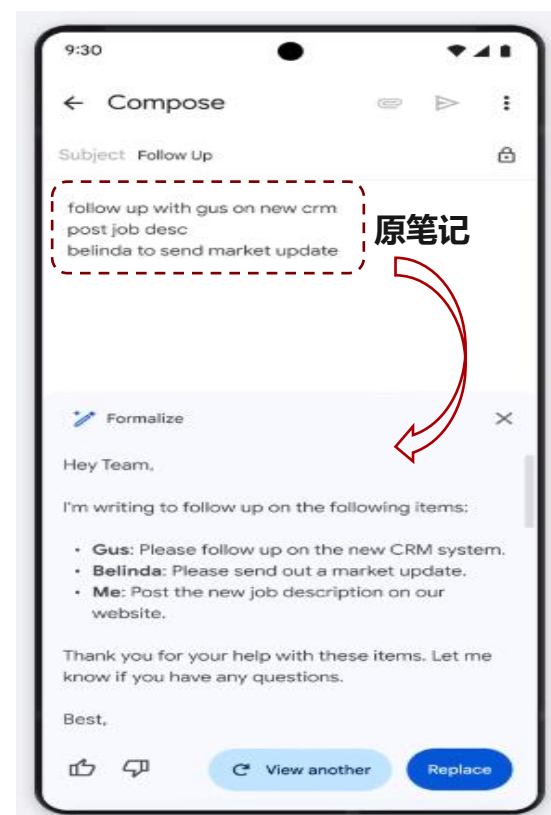 9:30
Compose
Subject Follow Up
follow up with gus on new crm
post job desc
belinda to send market update
原笔记
Formalize
Hey Team,
I'm writing to follow up on the following items:
• Gus: Please follow up on the new CRM system.
• Belinda: Please send out a market update.
• Me: Post the new job description on our
website.
Thank you for your help with these items. Let me
know if you have any questions.
Best,
View another
Replace